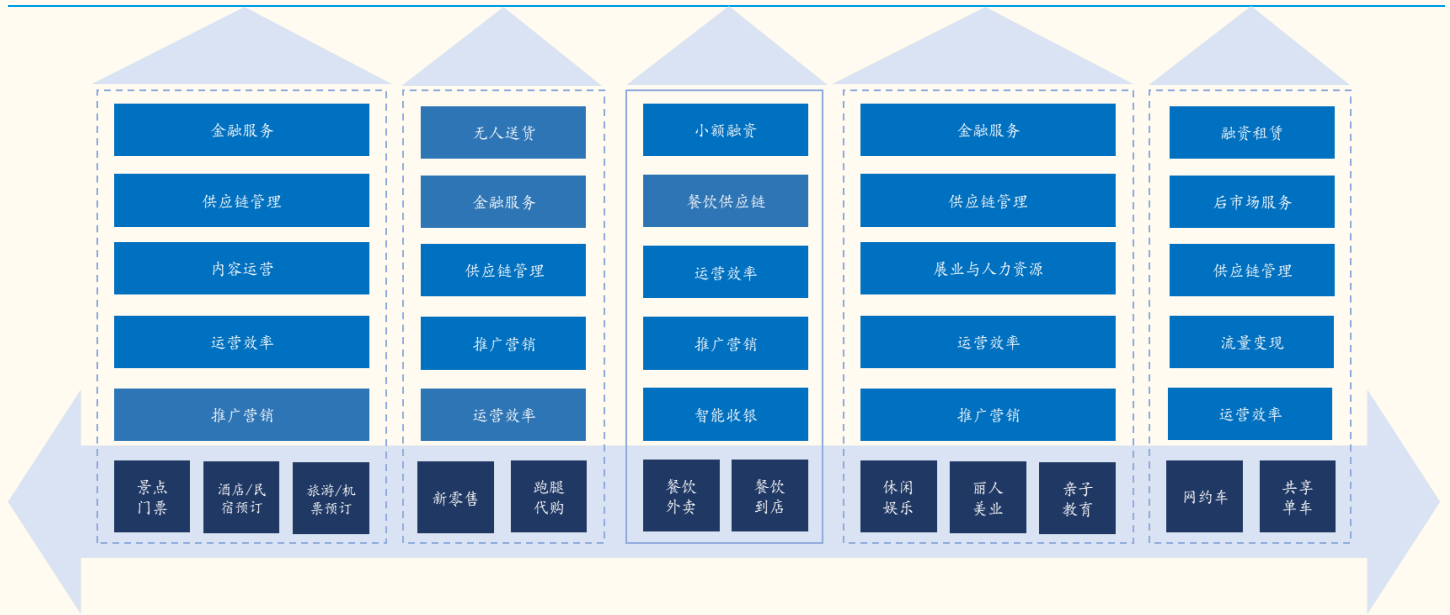 金融服务
供应链管理
内容运营
运营效率
推广营销
景点
门票
酒店/民
宿预订
旅游/机
票预订
无人送货
金融服务
供应链管理
推广营销
运营效率
新零售
跑腿
代购
小额融资
餐饮供应链
运营效率
推广营销
智能收银
餐饮
外卖
餐饮
到店
金融服务
供应链管理
展业与人力资源
运营效率
推广营销
休闲
娱乐
丽人
美业
亲子
教育
融资租赁
后市场服务
供应链管理
流量变现
运营效率
网约车
共享
单车